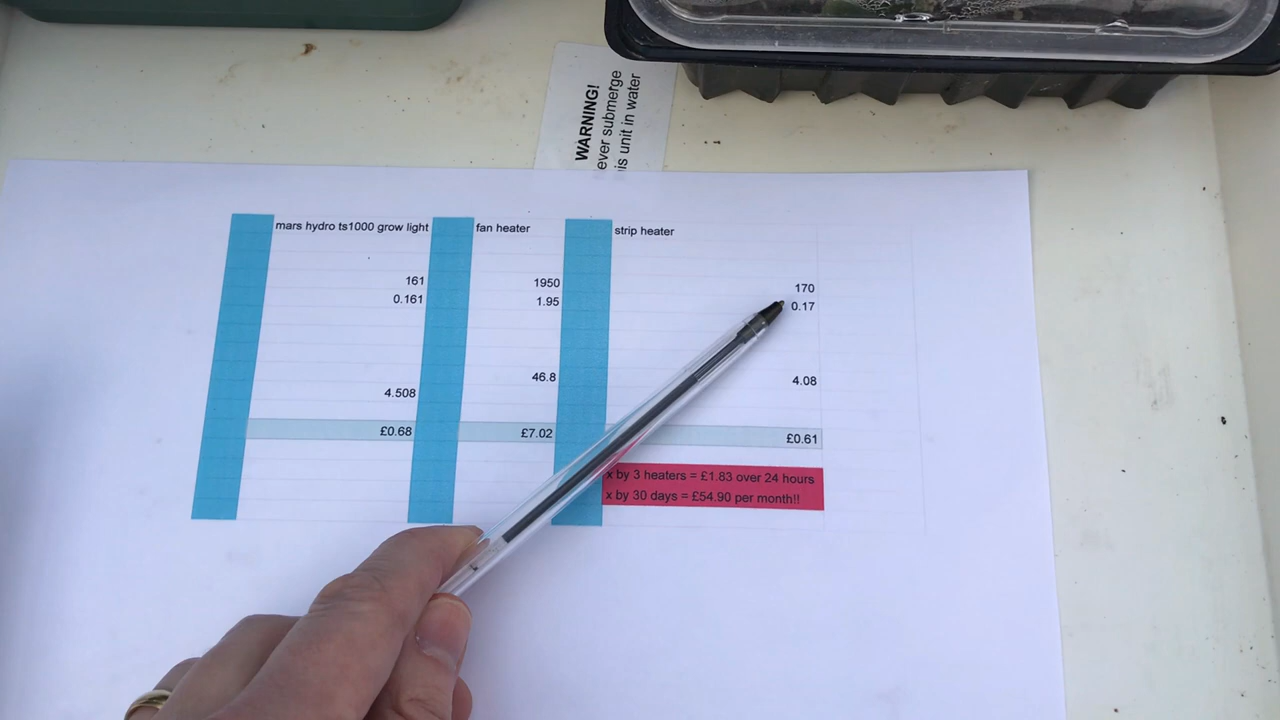 WARNING!
ever submerge
is unit in water
mars hydro ts1000 grow light fan heater strip heater
161 1950 170
0.161 1.95 0.17
4.508 46.8 4.08
£0.68 £7.02 £0.61
x by 3 heaters = £1.83 over 24 hours
x by 30 days = £54.90 per month!!